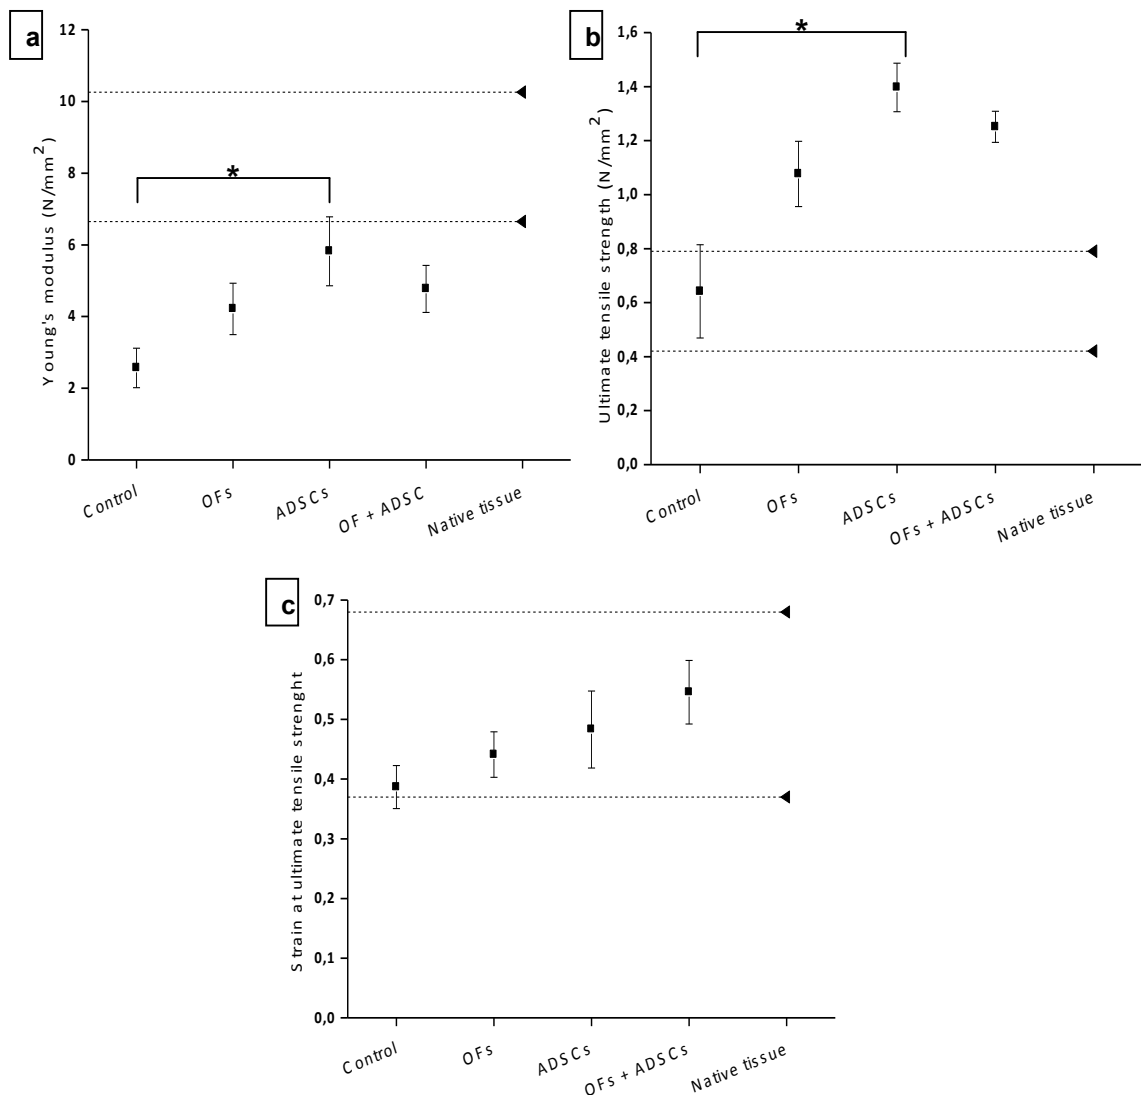 a
12
10
8
6
4
2
0
Young's modulus (N/mm²)
*
Control
OFs
ADSCs
OF + ADSC
Native tissue
b
1,6
1,4
1,2
1,0
0,8
0,6
0,4
0,2
0,0
Ultimate tensile strength (N/mm²)
*
Control
OFs
ADSCs
OFs + ADSCs
Native tissue
c
0,7
0,6
0,5
0,4
0,3
0,2
0,1
0,0
Strain at ultimate tensile strenght
Control
OFs
ADSCs
OFs + ADSCs
Native tissue